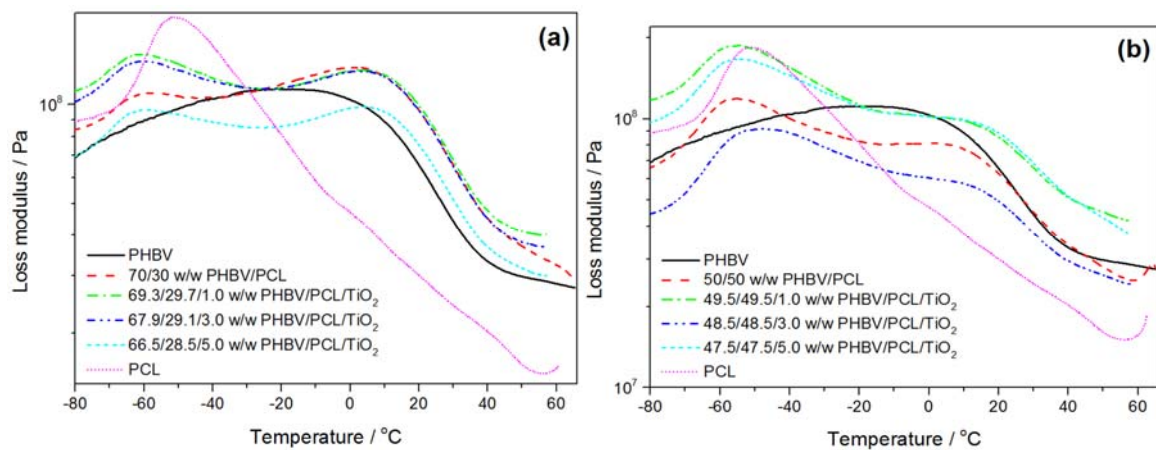 (a)
Loss modulus / Pa
10⁸
PHBV
70/30 w/w PHBV/PCL
69.3/29.7/1.0 w/w PHBV/PCL/TiO₂
67.9/29.1/3.0 w/w PHBV/PCL/TiO₂
66.5/28.5/5.0 w/w PHBV/PCL/TiO₂
PCL
-80 -60 -40 -20 0 20 40 60
Temperature / °C
(b)
Loss modulus / Pa
10⁸
10⁷
PHBV
50/50 w/w PHBV/PCL
49.5/49.5/1.0 w/w PHBV/PCL/TiO₂
48.5/48.5/3.0 w/w PHBV/PCL/TiO₂
47.5/47.5/5.0 w/w PHBV/PCL/TiO₂
PCL
-80 -60 -40 -20 0 20 40 60
Temperature / °C